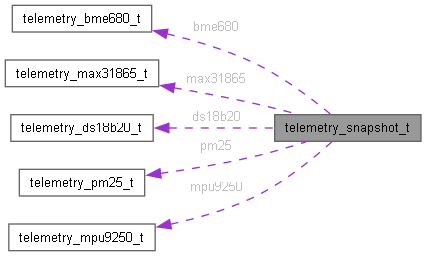 telemetry_bme680_t
bme680
telemetry_max31865_t
max31865
ds18b20
telemetry_ds18b20_t
telemetry_snapshot_t
pm25
telemetry_pm25_t
mpu9250
telemetry_mpu9250_t